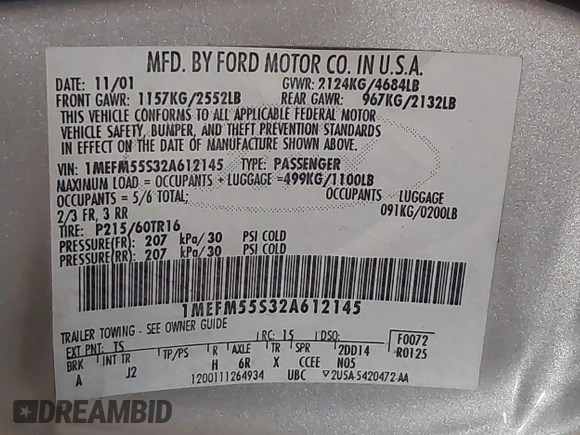 MFD. BY FORD MOTOR CO. IN U.S.A.
DATE: 11/01 GVWR: 2124KG/4684LB
FRONT GAWR: 1157KG/2552LB REAR GAWR: 967KG/2132LB
THIS VEHICLE CONFORMS TO ALL APPLICABLE FEDERAL MOTOR
VEHICLE SAFETY, BUMPER, AND THEFT PREVENTION STANDARDS
IN EFFECT ON THE DATE OF MANUFACTURE SHOWN ABOVE.
VIN: 1MEFM55S32A612145 TYPE: PASSENGER
MAXIMUM LOAD = OCCUPANTS + LUGGAGE = 499KG/1100LB
OCCUPANTS = 5/6 TOTAL: OCCUPANTS LUGGAGE
2/3 FR, 3 RR 091KG/0200LB
TIRE: P215/60TR16
PRESSURE(FR) 207 kPa/30 PSI COLD
PRESSURE(RR) 207 kPa/30 PSI COLD
1MEFM55S32A612145
TRAILER TOWING - SEE OWNER GUIDE
EXT PNT: TS RC: 15 DSO: F0072
BRK INT TR TP/PS R AXLE TR SPR 2DD14 R0125
A J2 H 6R X CCEE N05
1200111264934 UBC ▽2U5A-5420472-AA
DREAMBID